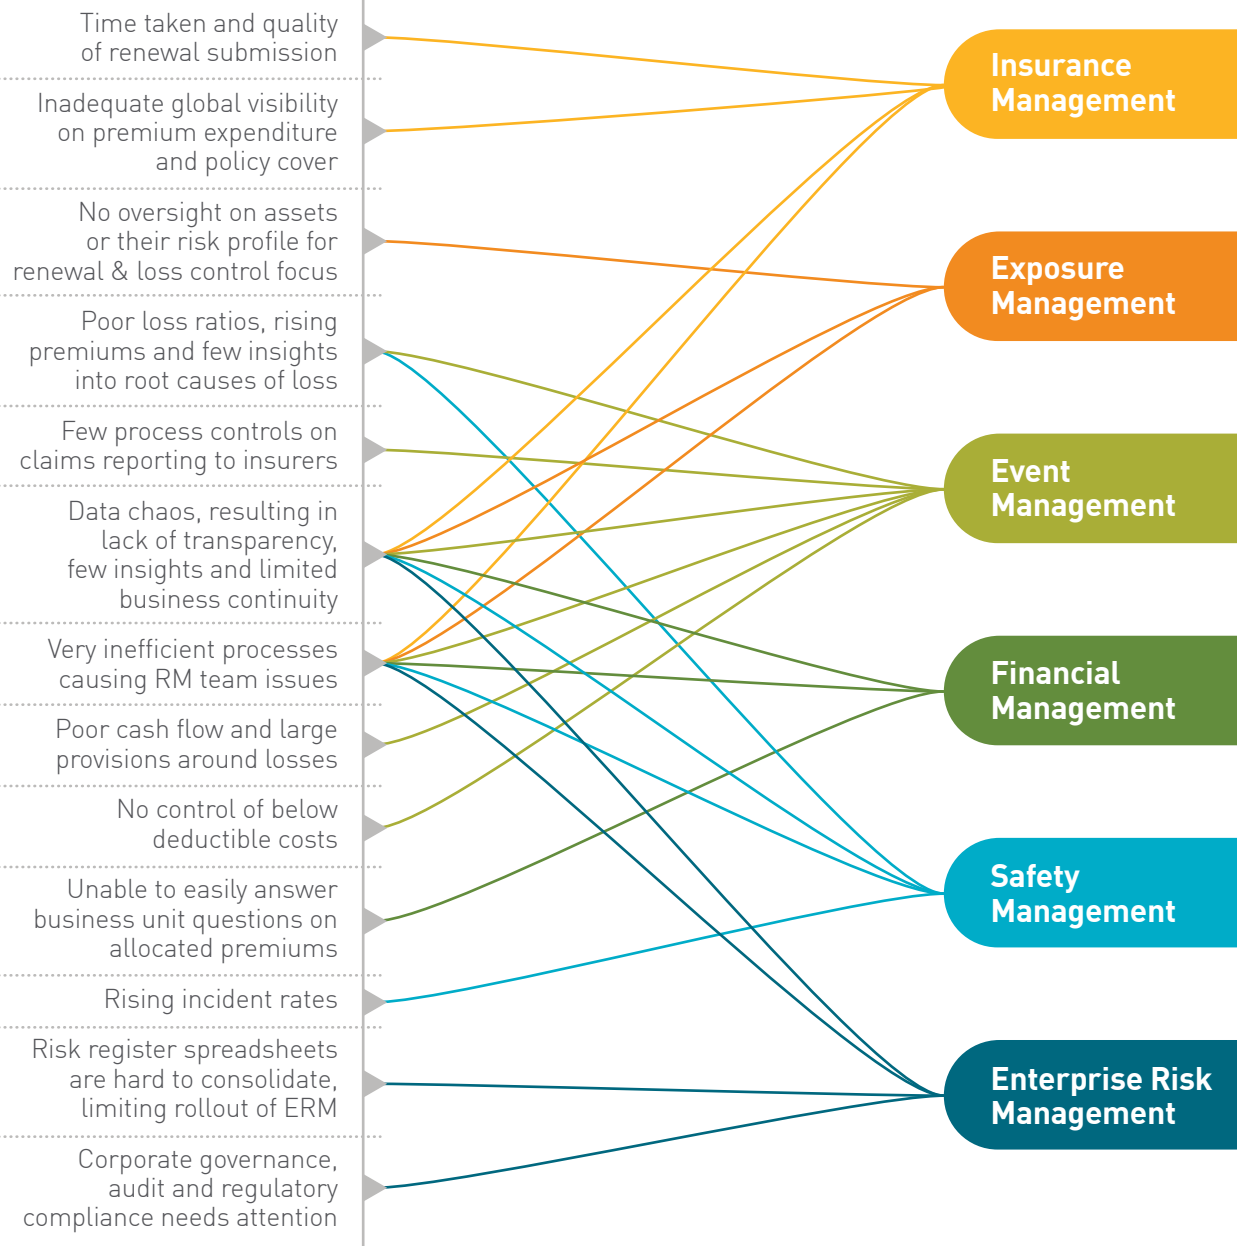 Time taken and quality
of renewal submission
Inadequate global visibility
on premium expenditure
and policy cover
No oversight on assets
or their risk profile for
renewal & loss control focus
Poor loss ratios, rising
premiums and few insights
into root causes of loss
Few process controls on
claims reporting to insurers
Data chaos, resulting in
lack of transparency,
few insights and limited
business continuity
Very inefficient processes
causing RM team issues
Poor cash flow and large
provisions around losses
No control of below
deductible costs
Unable to easily answer
business unit questions on
allocated premiums
Rising incident rates
Risk register spreadsheets
are hard to consolidate,
limiting rollout of ERM
Corporate governance,
audit and regulatory
compliance needs attention
Insurance
Management
Exposure
Management
Event
Management
Financial
Management
Safety
Management
Enterprise Risk
Management